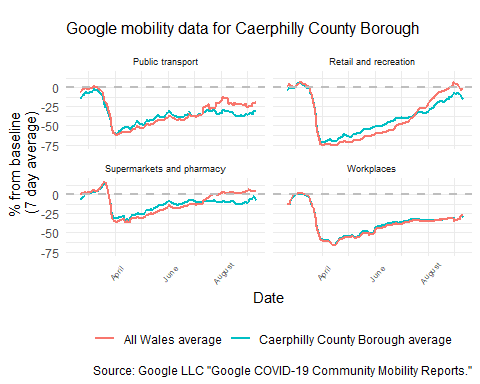 Google mobility data for Caerphilly County Borough
Public transport
Retail and recreation
0
-25
-50
-75
Supermarkets and pharmacy
Workplaces
0
-25
-50
-75
% from baseline
(7 day average)
April
June
August
April
June
August
Date
All Wales average
Caerphilly County Borough average
Source: Google LLC "Google COVID-19 Community Mobility Reports."